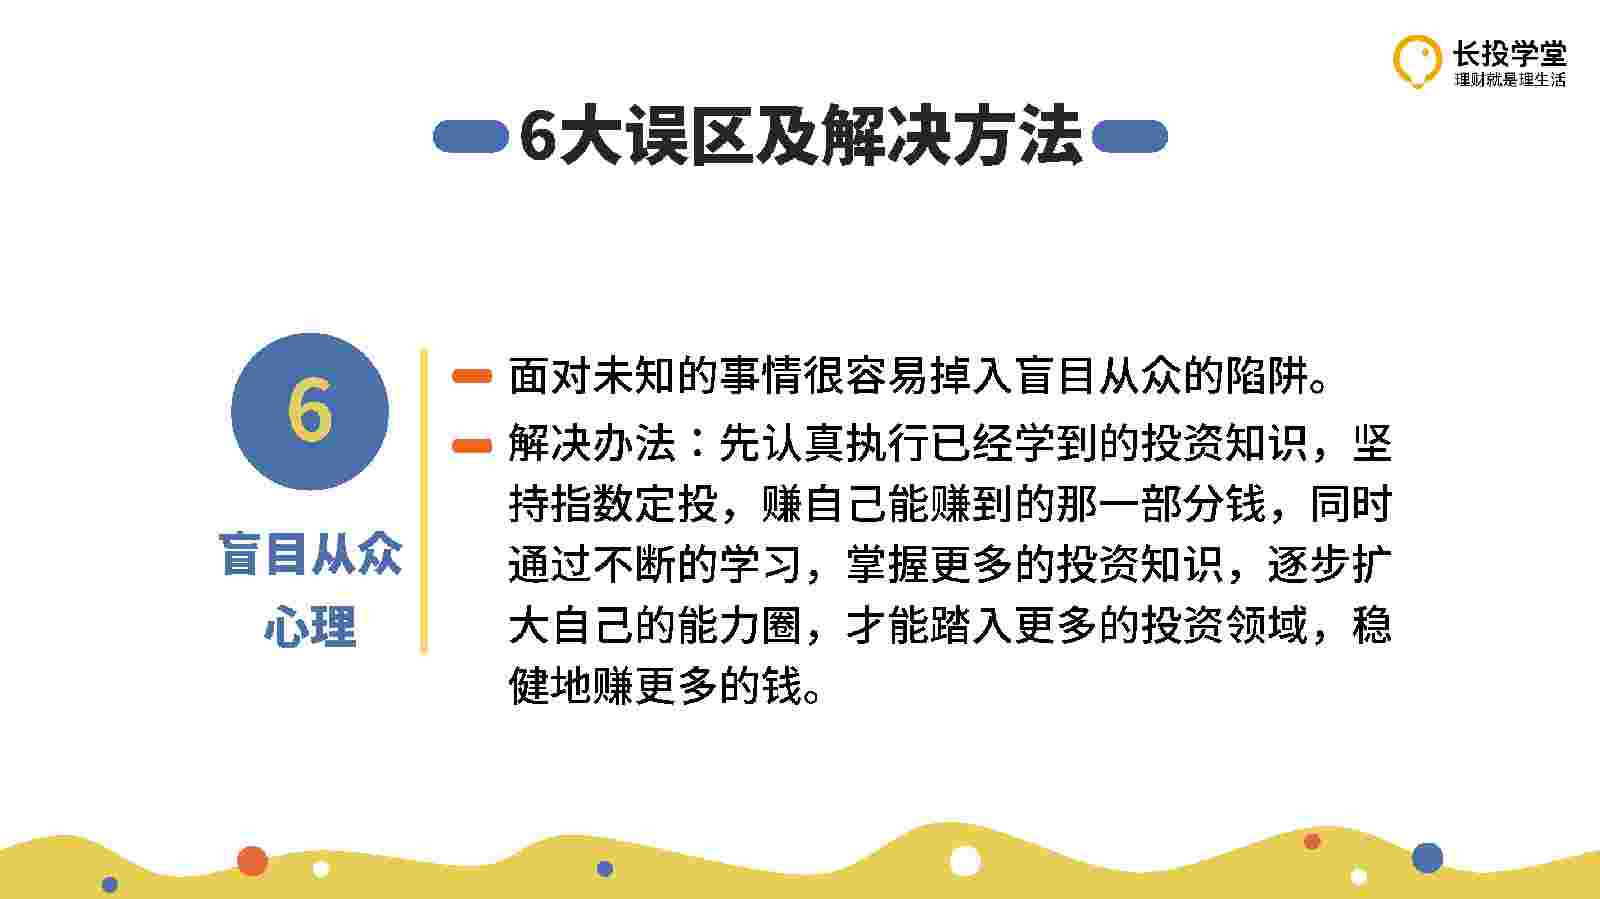 长投学堂
理财就是理生活
6大误区及解决方法
6
盲目从众
心理
面对未知的事情很容易掉入盲目从众的陷阱。
解决办法：先认真执行已经学到的投资知识，坚
持指数定投，赚自己能赚到的那一部分钱，同时
通过不断的学习，掌握更多的投资知识，逐步扩
大自己的能力圈，才能踏入更多的投资领域，稳
健地赚更多的钱。